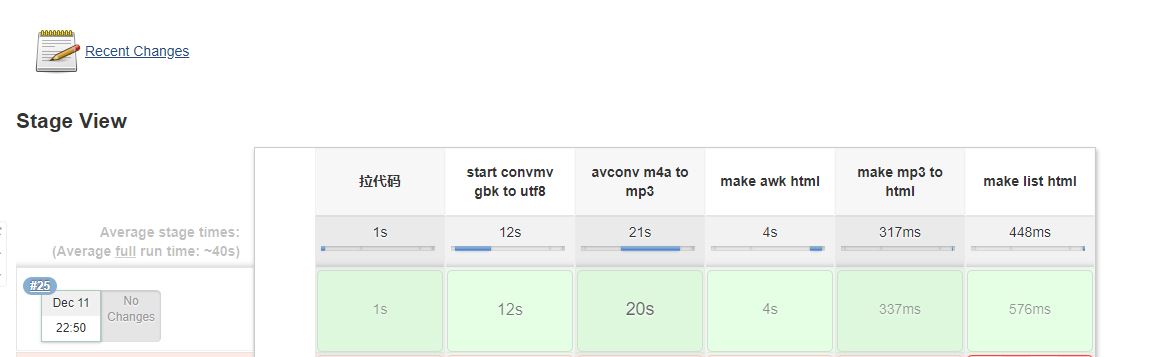 Recent Changes
Stage View
拉代码
start convmv
gbk to utf8
avconv m4a to
mp3
make awk html
make mp3 to
html
make list html
Average stage times:
(Average full run time: ~40s)
1s
12s
21s
4s
317ms
448ms
#25
Dec 11
22:50
No
Changes
1s
12s
20s
4s
337ms
576ms